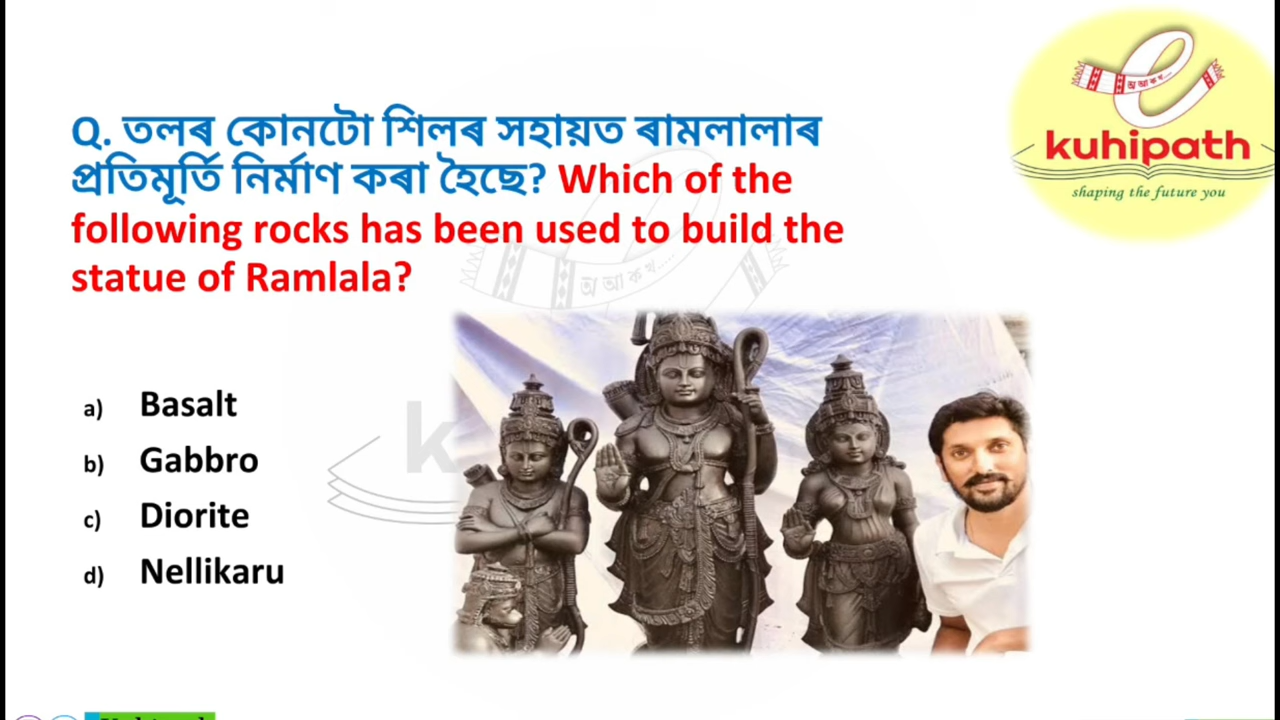 Q. তলৰ কোনটো শিলৰ সহায়ত ৰামলালাৰ
প্ৰতিমূৰ্তি নিৰ্মাণ কৰা হৈছে? Which of the
following rocks has been used to build the
statue of Ramlala?
a) Basalt
b) Gabbro
c) Diorite
d) Nellikaru
অ আ ক খ....
kuhipath
shaping the future you
অ আ ক খ.....
k